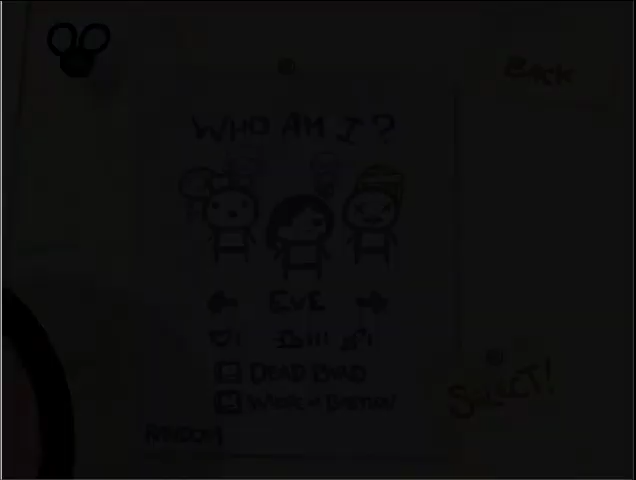 Back
WHO AM I?
EVE
DEAD BIRD
WHORE OF BABYLON
RANDOM
SELECT!